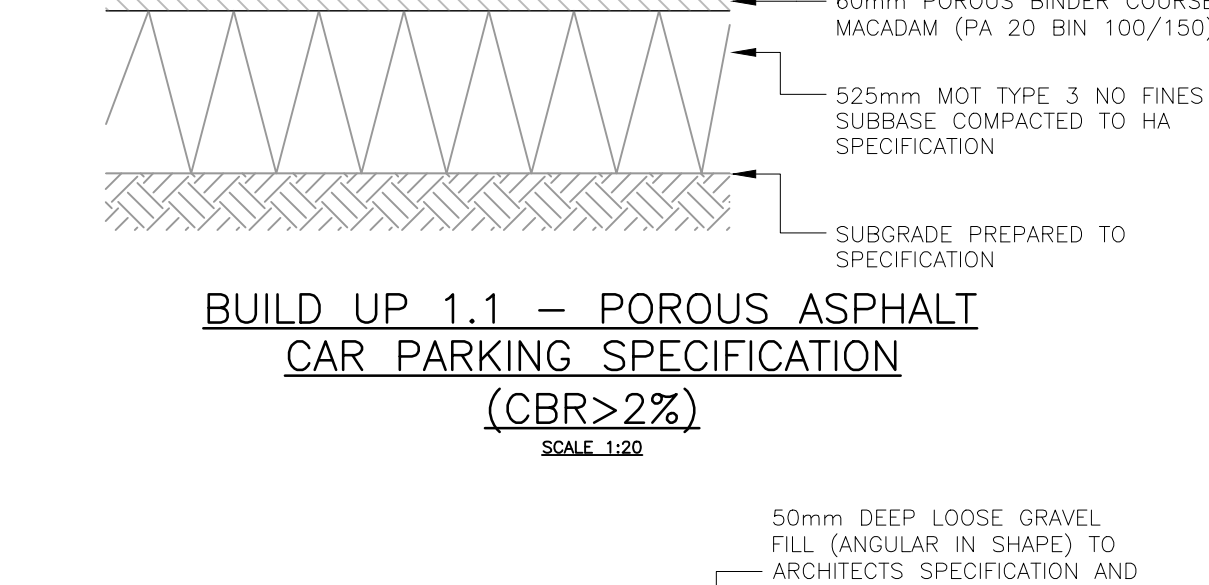 60mm POROUS BINDER COURSE
MACADAM (PA 20 BIN 100/150)
525mm MOT TYPE 3 NO FINES
SUBBASE COMPACTED TO HA
SPECIFICATION
SUBGRADE PREPARED TO
SPECIFICATION
BUILD UP 1.1 – POROUS ASPHALT
CAR PARKING SPECIFICATION
(CBR>2%)
SCALE 1:20
50mm DEEP LOOSE GRAVEL
FILL (ANGULAR IN SHAPE) TO
ARCHITECTS SPECIFICATION AND